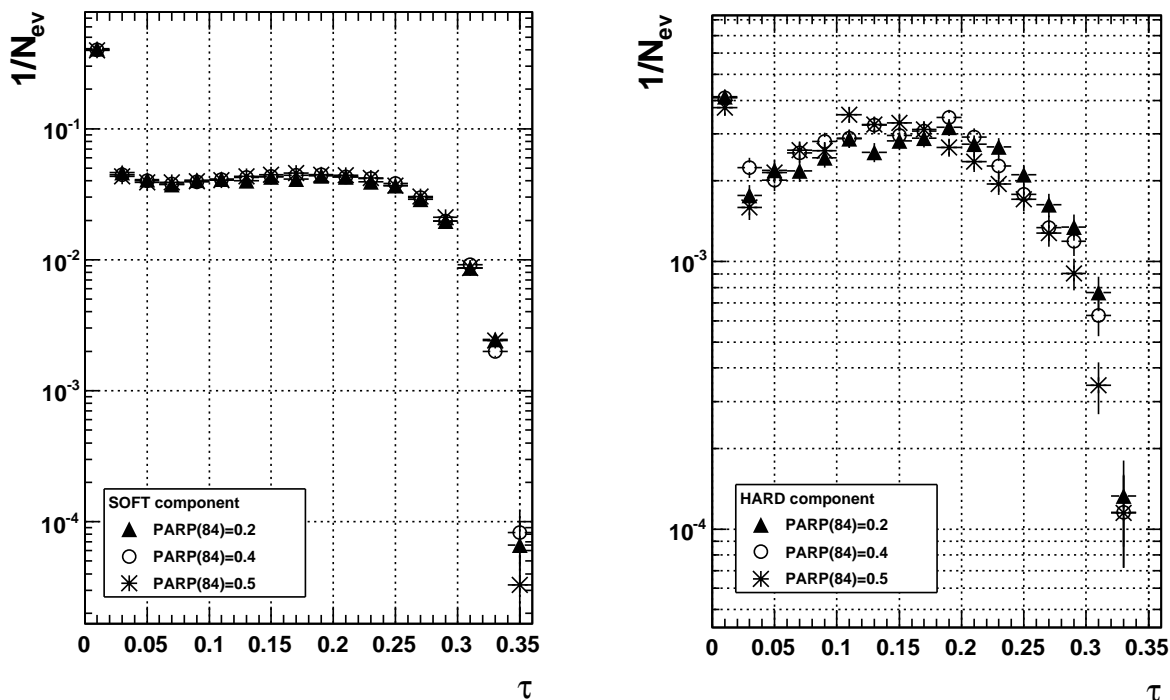 1/N_ev
10^-1
10^-2
10^-3
10^-4
SOFT component
PARP(84)=0.2
PARP(84)=0.4
PARP(84)=0.5
0 0.05 0.1 0.15 0.2 0.25 0.3 0.35
τ
1/N_ev
10^-3
10^-4
HARD component
PARP(84)=0.2
PARP(84)=0.4
PARP(84)=0.5
0 0.05 0.1 0.15 0.2 0.25 0.3 0.35
τ